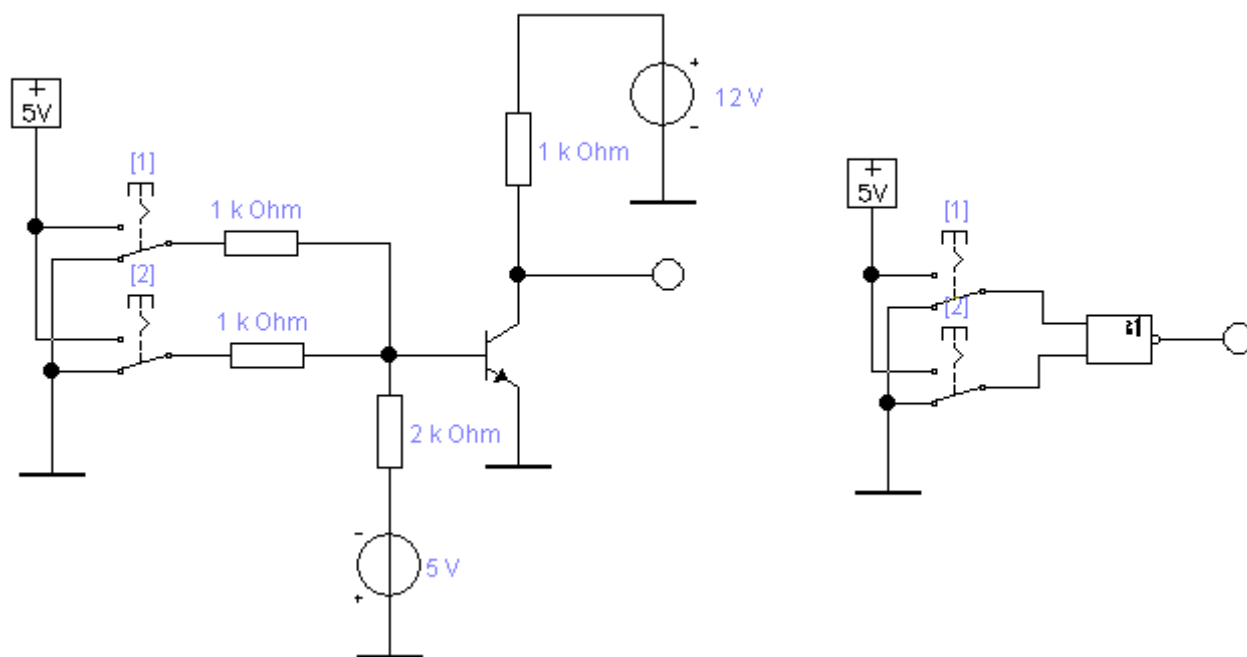 +
5V
[1]
1 k Ohm
[2]
1 k Ohm
1 k Ohm
+
12 V
-
2 k Ohm
-
5 V
+
+
5V
[1]
[2]
≥1